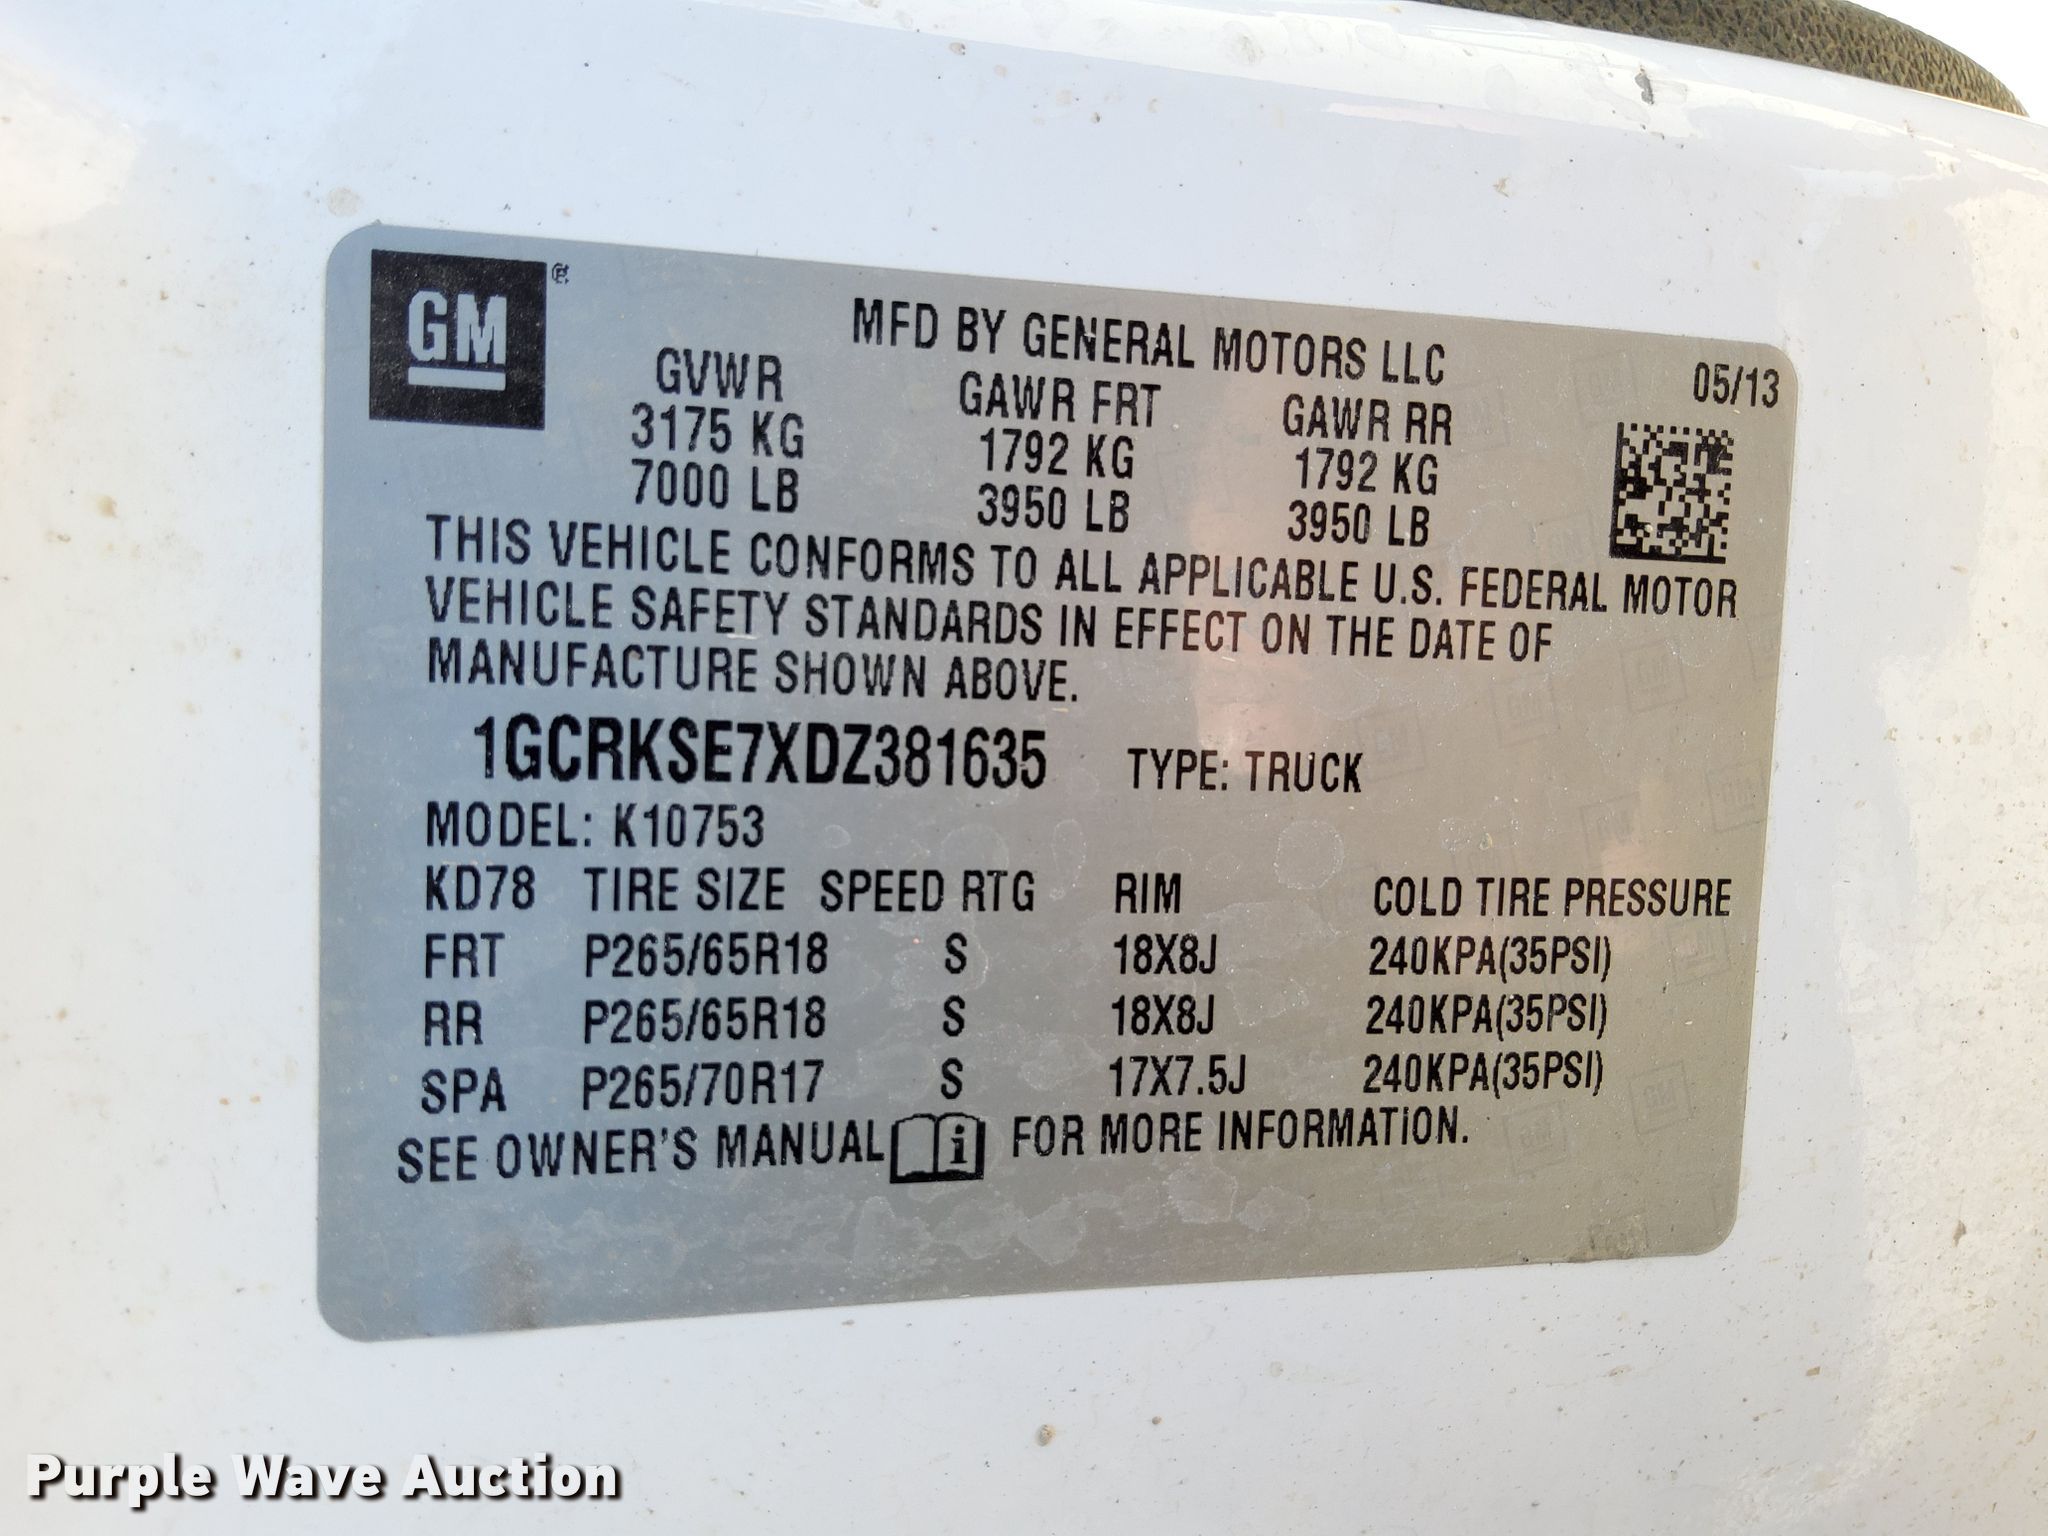 GM ®
MFD BY GENERAL MOTORS LLC
05/13
GVWR GAWR FRT GAWR RR
3175 KG 1792 KG 1792 KG
7000 LB 3950 LB 3950 LB
THIS VEHICLE CONFORMS TO ALL APPLICABLE U.S. FEDERAL MOTOR
VEHICLE SAFETY STANDARDS IN EFFECT ON THE DATE OF
MANUFACTURE SHOWN ABOVE.
1GCRKSE7XDZ381635 TYPE: TRUCK
MODEL: K10753
KD78 TIRE SIZE SPEED RTG RIM COLD TIRE PRESSURE
FRT P265/65R18 S 18X8J 240KPA(35PSI)
RR P265/65R18 S 18X8J 240KPA(35PSI)
SPA P265/70R17 S 17X7.5J 240KPA(35PSI)
SEE OWNER'S MANUAL i FOR MORE INFORMATION.
Purple Wave Auction